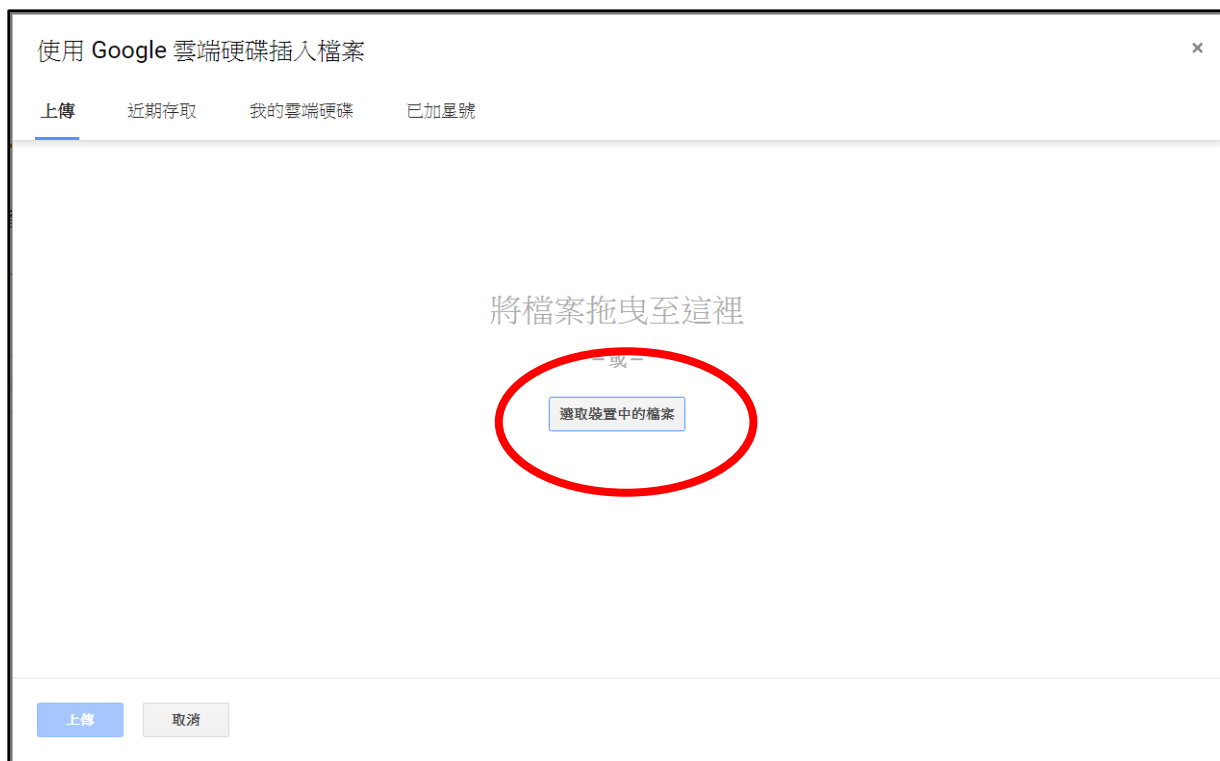 使用 Google 雲端硬碟插入檔案
×
上傳 近期存取 我的雲端硬碟 已加星號
將檔案拖曳至這裡
－或－
選取裝置中的檔案
上傳 取消